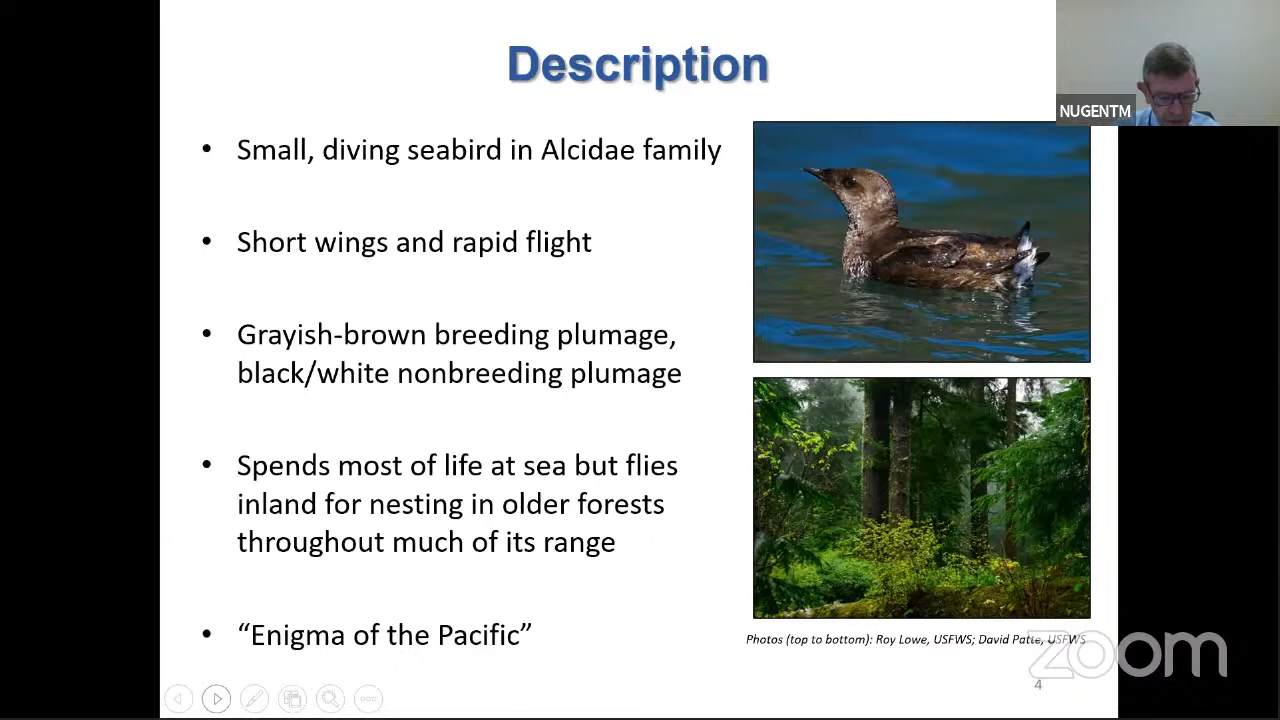 Description
NUGENTM
• Small, diving seabird in Alcidae family
• Short wings and rapid flight
• Grayish-brown breeding plumage,
black/white nonbreeding plumage
• Spends most of life at sea but flies
inland for nesting in older forests
throughout much of its range
• “Enigma of the Pacific”
Photos (top to bottom): Roy Lowe, USFWS; David Patte, USFWS
zoom
4